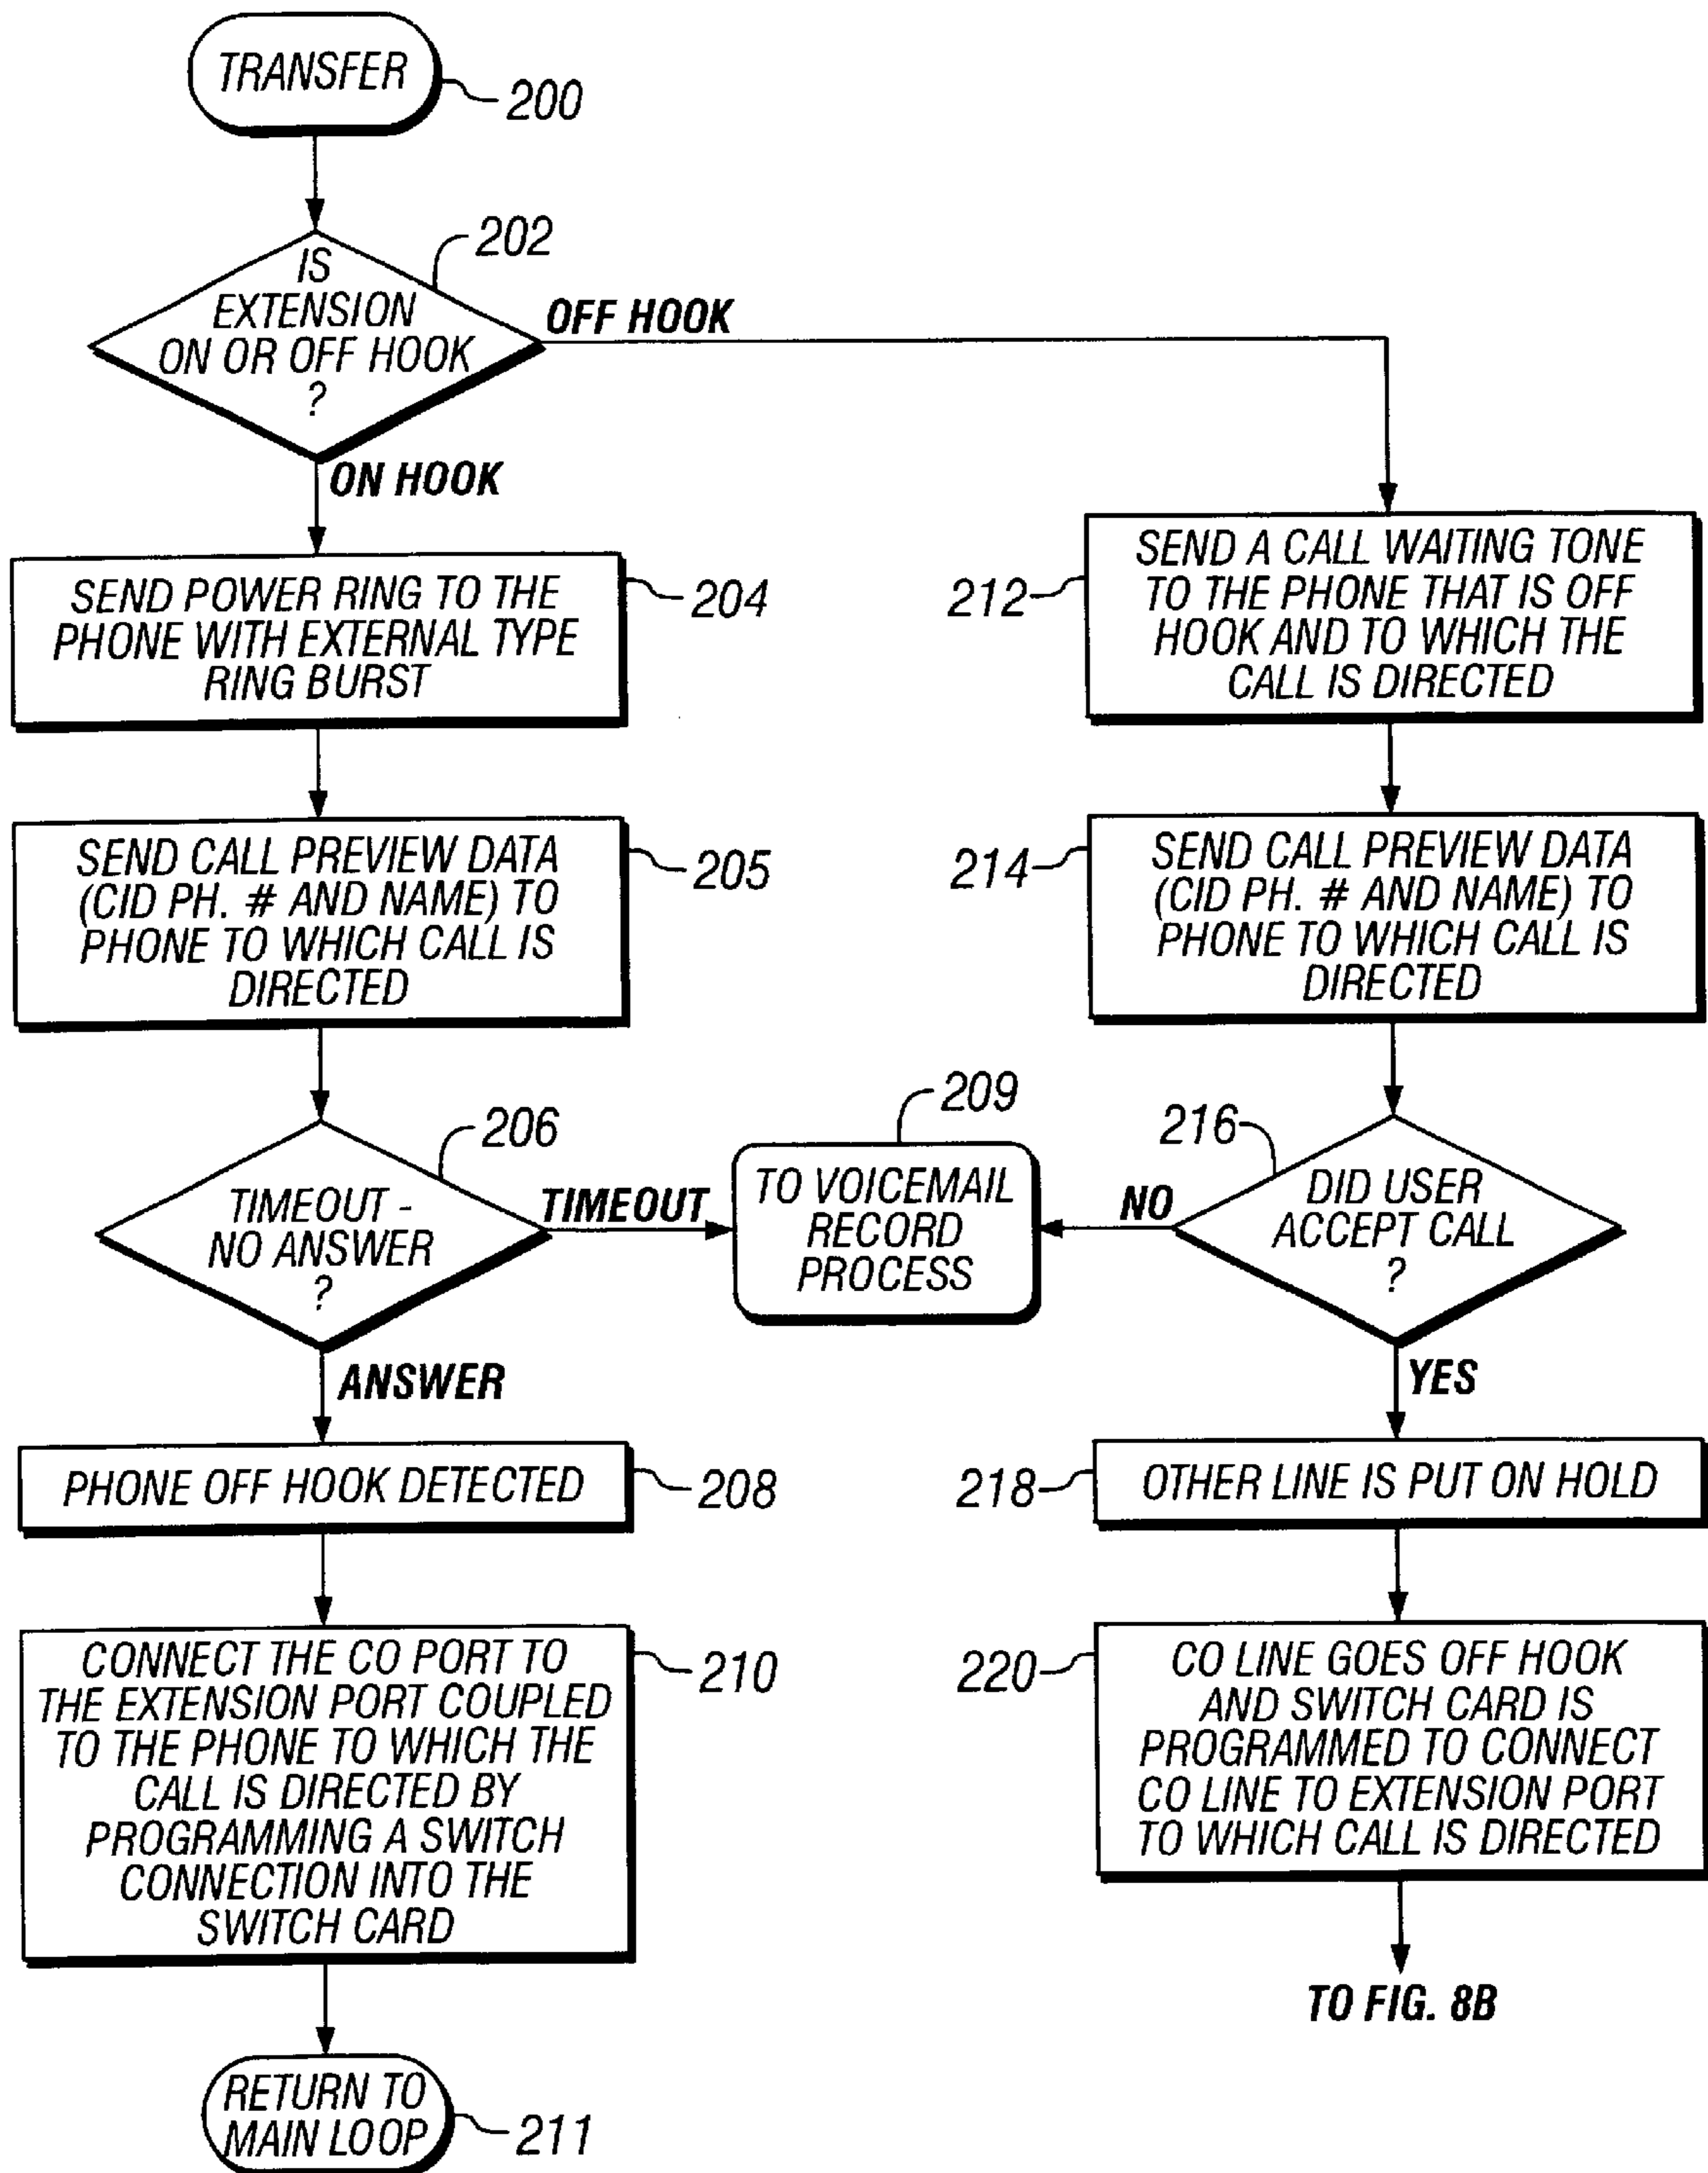 TRANSFER
200
202
IS
EXTENSION
ON OR OFF HOOK
?
OFF HOOK
ON HOOK
SEND POWER RING TO THE
PHONE WITH EXTERNAL TYPE
RING BURST
204
212
SEND A CALL WAITING TONE
TO THE PHONE THAT IS OFF
HOOK AND TO WHICH THE
CALL IS DIRECTED
SEND CALL PREVIEW DATA
(CID PH. # AND NAME) TO
PHONE TO WHICH CALL IS
DIRECTED
205
214
SEND CALL PREVIEW DATA
(CID PH. # AND NAME) TO
PHONE TO WHICH CALL IS
DIRECTED
206
TIMEOUT -
NO ANSWER
?
TIMEOUT
209
TO VOICEMAIL
RECORD
PROCESS
NO
216
DID USER
ACCEPT CALL
?
ANSWER
YES
PHONE OFF HOOK DETECTED
208
218
OTHER LINE IS PUT ON HOLD
CONNECT THE CO PORT TO
THE EXTENSION PORT COUPLED
TO THE PHONE TO WHICH THE
CALL IS DIRECTED BY
PROGRAMMING A SWITCH
CONNECTION INTO THE
SWITCH CARD
210
220
CO LINE GOES OFF HOOK
AND SWITCH CARD IS
PROGRAMMED TO CONNECT
CO LINE TO EXTENSION PORT
TO WHICH CALL IS DIRECTED
TO FIG. 8B
RETURN TO
MAIN LOOP
211